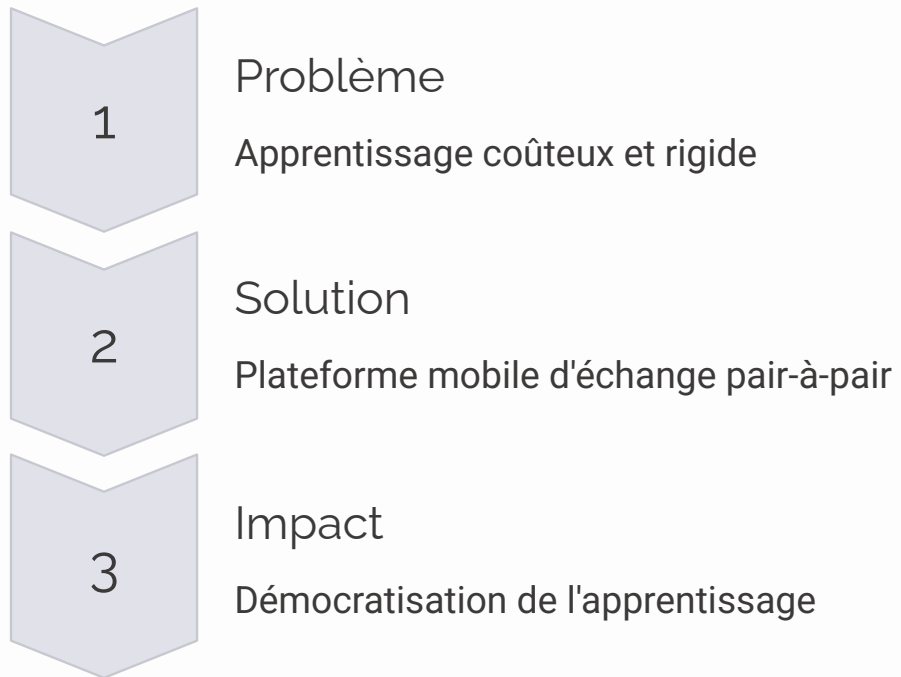 1
Problème
Apprentissage coûteux et rigide
2
Solution
Plateforme mobile d'échange pair-à-pair
3
Impact
Démocratisation de l'apprentissage